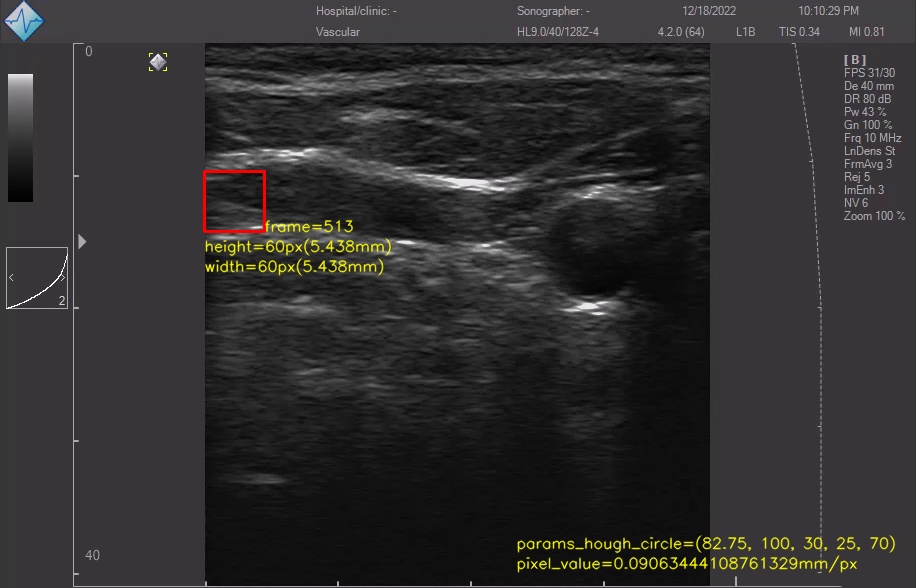 Hospital/clinic: - Sonographer: - 12/18/2022 10:10:29 PM
Vascular HL9.0/40/128Z-4 4.2.0 (64) L1B TIS 0.34 MI 0.81
0
[ B ]
FPS 31/30
De 40 mm
DR 80 dB
Pw 43 %
Gn 100 %
Frq 10 MHz
LnDens St
FrmAvg 3
Rej 5
ImEnh 3
NV 6
Zoom 100 %
frame=513
height=60px(5.438mm)
width=60px(5.438mm)
2
params_hough_circle=(82.75, 100, 30, 25, 70)
40
pixel_value=0.09063444108761329mm/px